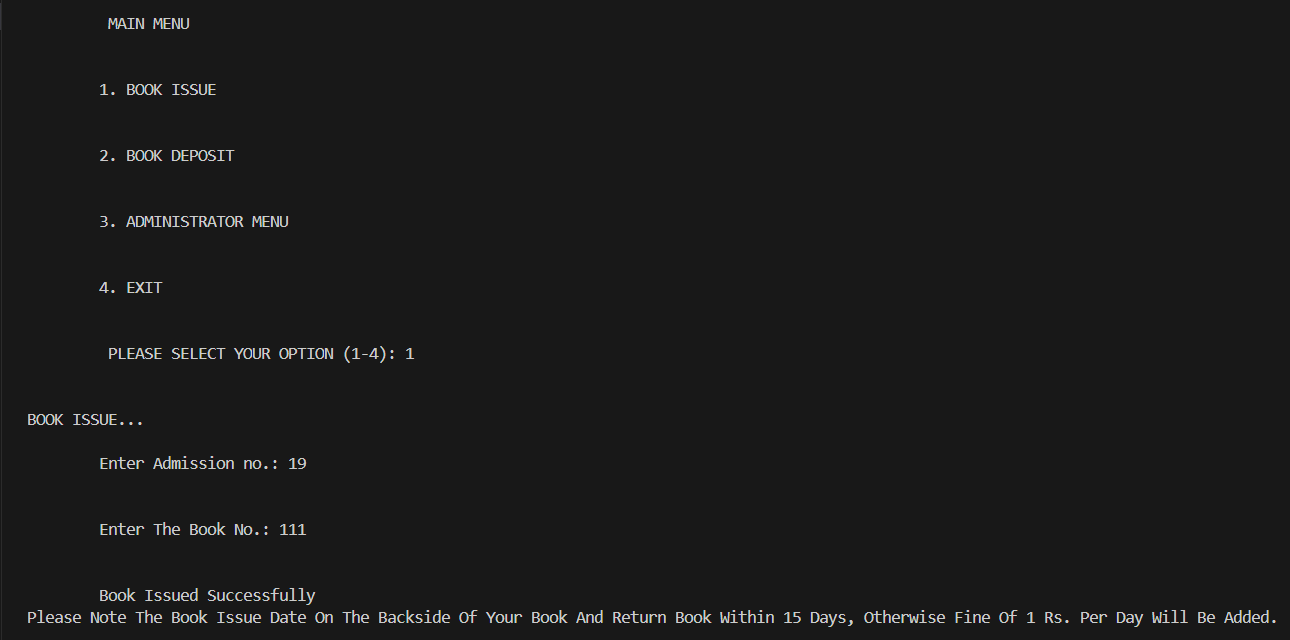 MAIN MENU
1. BOOK ISSUE
2. BOOK DEPOSIT
3. ADMINISTRATOR MENU
4. EXIT
PLEASE SELECT YOUR OPTION (1-4): 1
BOOK ISSUE...
Enter Admission no.: 19
Enter The Book No.: 111
Book Issued Successfully
Please Note The Book Issue Date On The Backside Of Your Book And Return Book Within 15 Days, Otherwise Fine Of 1 Rs. Per Day Will Be Added.